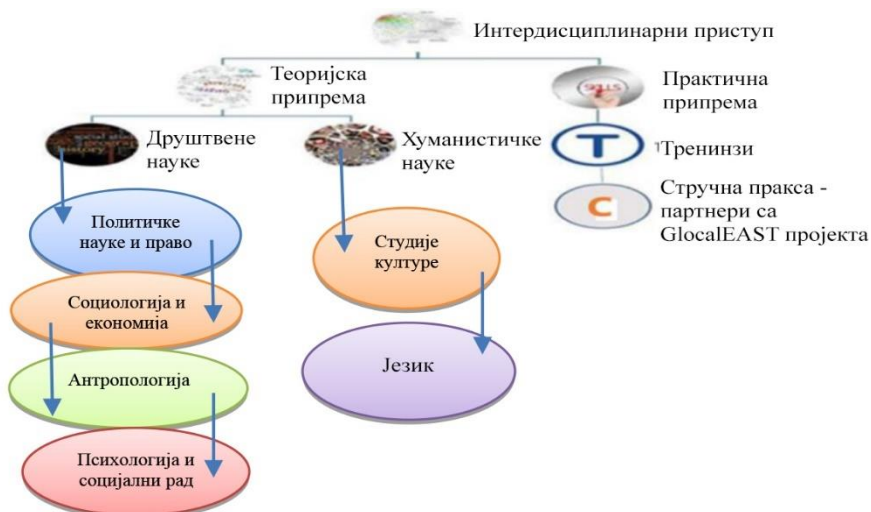 Интердисциплинарни приступ
Теоријска
припрема
SKILLS
Практична
припрема
Друштвене
науке
Хуманистичке
науке
T
Тренинзи
Политичке
науке и право
Студије
културе
C
Стручна пракса -
партнери са
GlocalEAST пројекта
Социологија и
економија
Антропологија
Језик
Психологија и
социјални рад